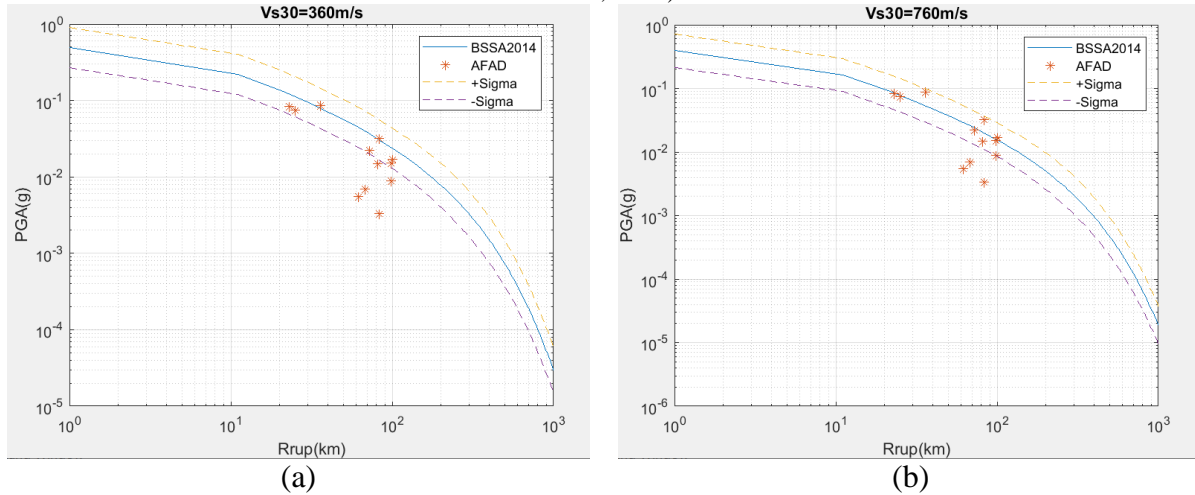 Vs30=360m/s
10^0
10^-1
10^-2
10^-3
10^-4
10^-5
PGA(g)
BSSA2014
AFAD
+Sigma
-Sigma
10^0
10^1
10^2
10^3
Rrup(km)
(a)
Vs30=760m/s
10^0
10^-1
10^-2
10^-3
10^-4
10^-5
10^-6
PGA(g)
BSSA2014
AFAD
+Sigma
-Sigma
10^0
10^1
10^2
10^3
Rrup(km)
(b)